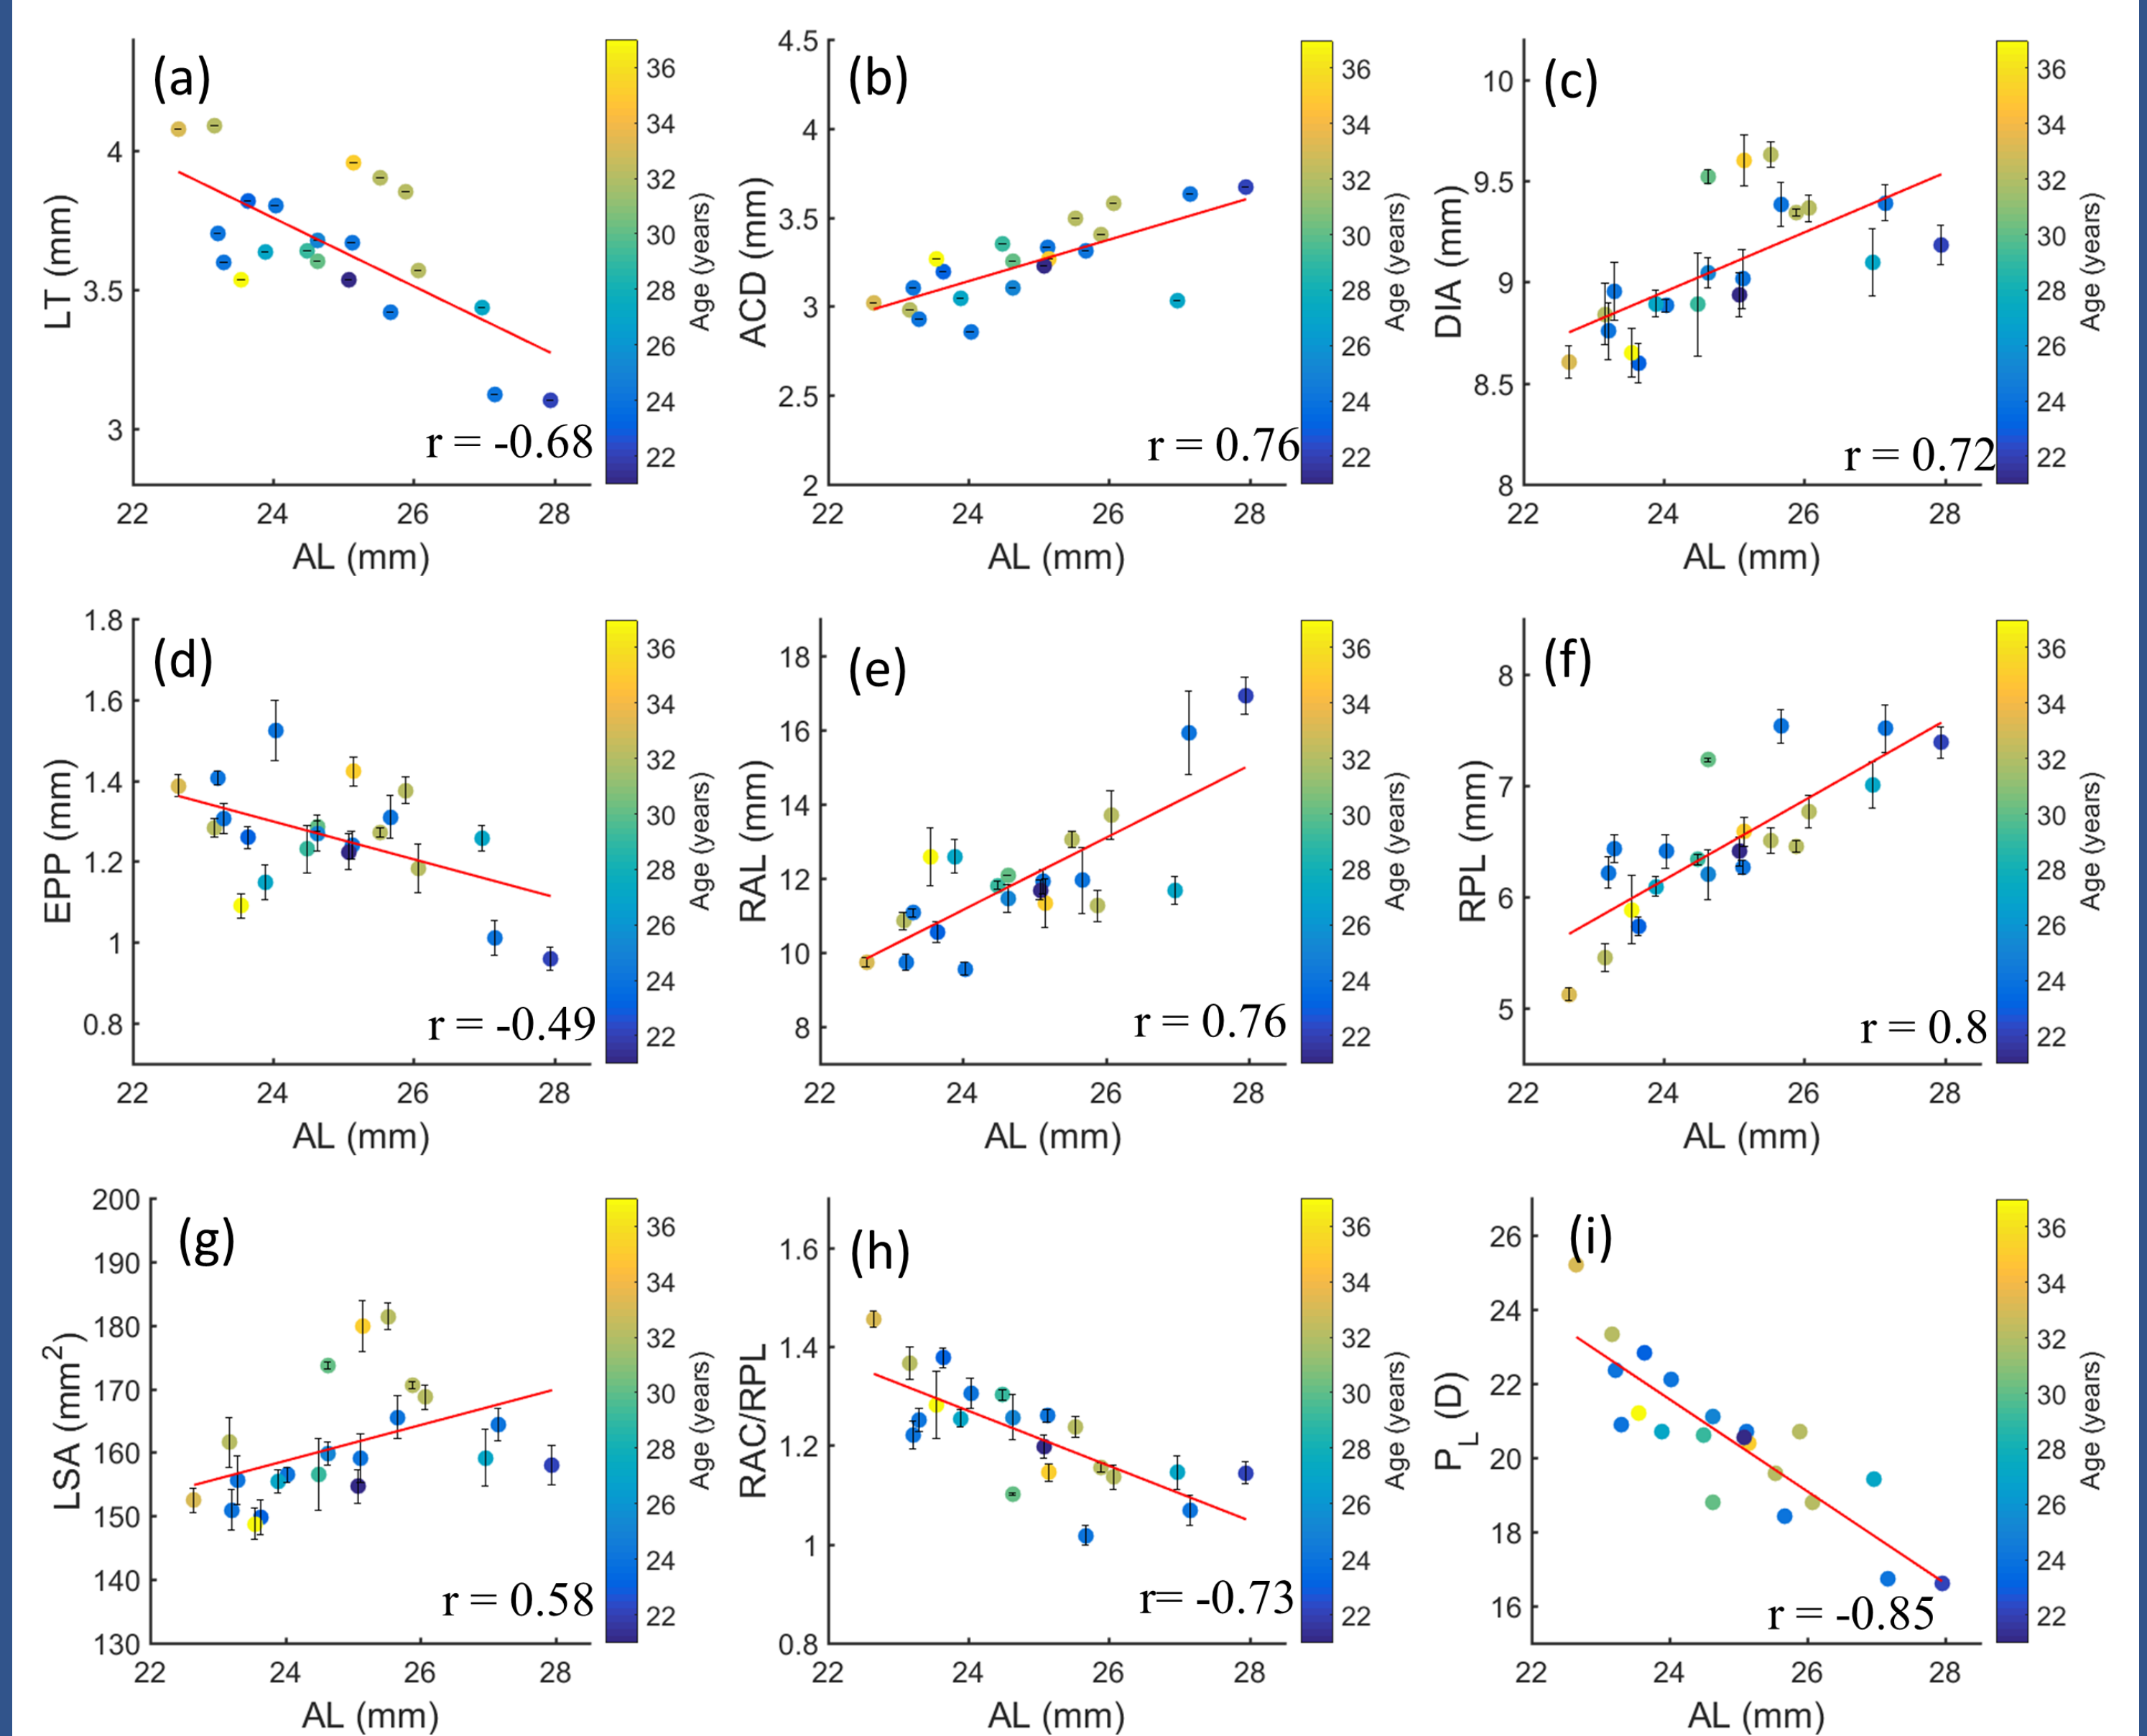 (a)
4
3.5
3
LT (mm)
22 24 26 28
AL (mm)
r = -0.68
36
34
32
30
28
26
24
22
Age (years)
(b)
4.5
4
3.5
3
2.5
2
ACD (mm)
22 24 26 28
AL (mm)
r = 0.76
36
34
32
30
28
26
24
22
Age (years)
(c)
10
9.5
9
8.5
8
DIA (mm)
22 24 26 28
AL (mm)
r = 0.72
36
34
32
30
28
26
24
22
Age (years)
(d)
1.8
1.6
1.4
1.2
1
0.8
EPP (mm)
22 24 26 28
AL (mm)
r = -0.49
36
34
32
30
28
26
24
22
Age (years)
(e)
18
16
14
12
10
8
RAL (mm)
22 24 26 28
AL (mm)
r = 0.76
36
34
32
30
28
26
24
22
Age (years)
(f)
8
7
6
5
RPL (mm)
22 24 26 28
AL (mm)
r = 0.8
36
34
32
30
28
26
24
22
Age (years)
(g)
200
190
180
170
160
150
140
130
LSA (mm²)
22 24 26 28
AL (mm)
r = 0.58
36
34
32
30
28
26
24
22
Age (years)
(h)
1.6
1.4
1.2
1
0.8
RAC/RPL
22 24 26 28
AL (mm)
r= -0.73
36
34
32
30
28
26
24
22
Age (years)
(i)
26
24
22
20
18
16
P_L (D)
22 24 26 28
AL (mm)
r = -0.85
36
34
32
30
28
26
24
22
Age (years)